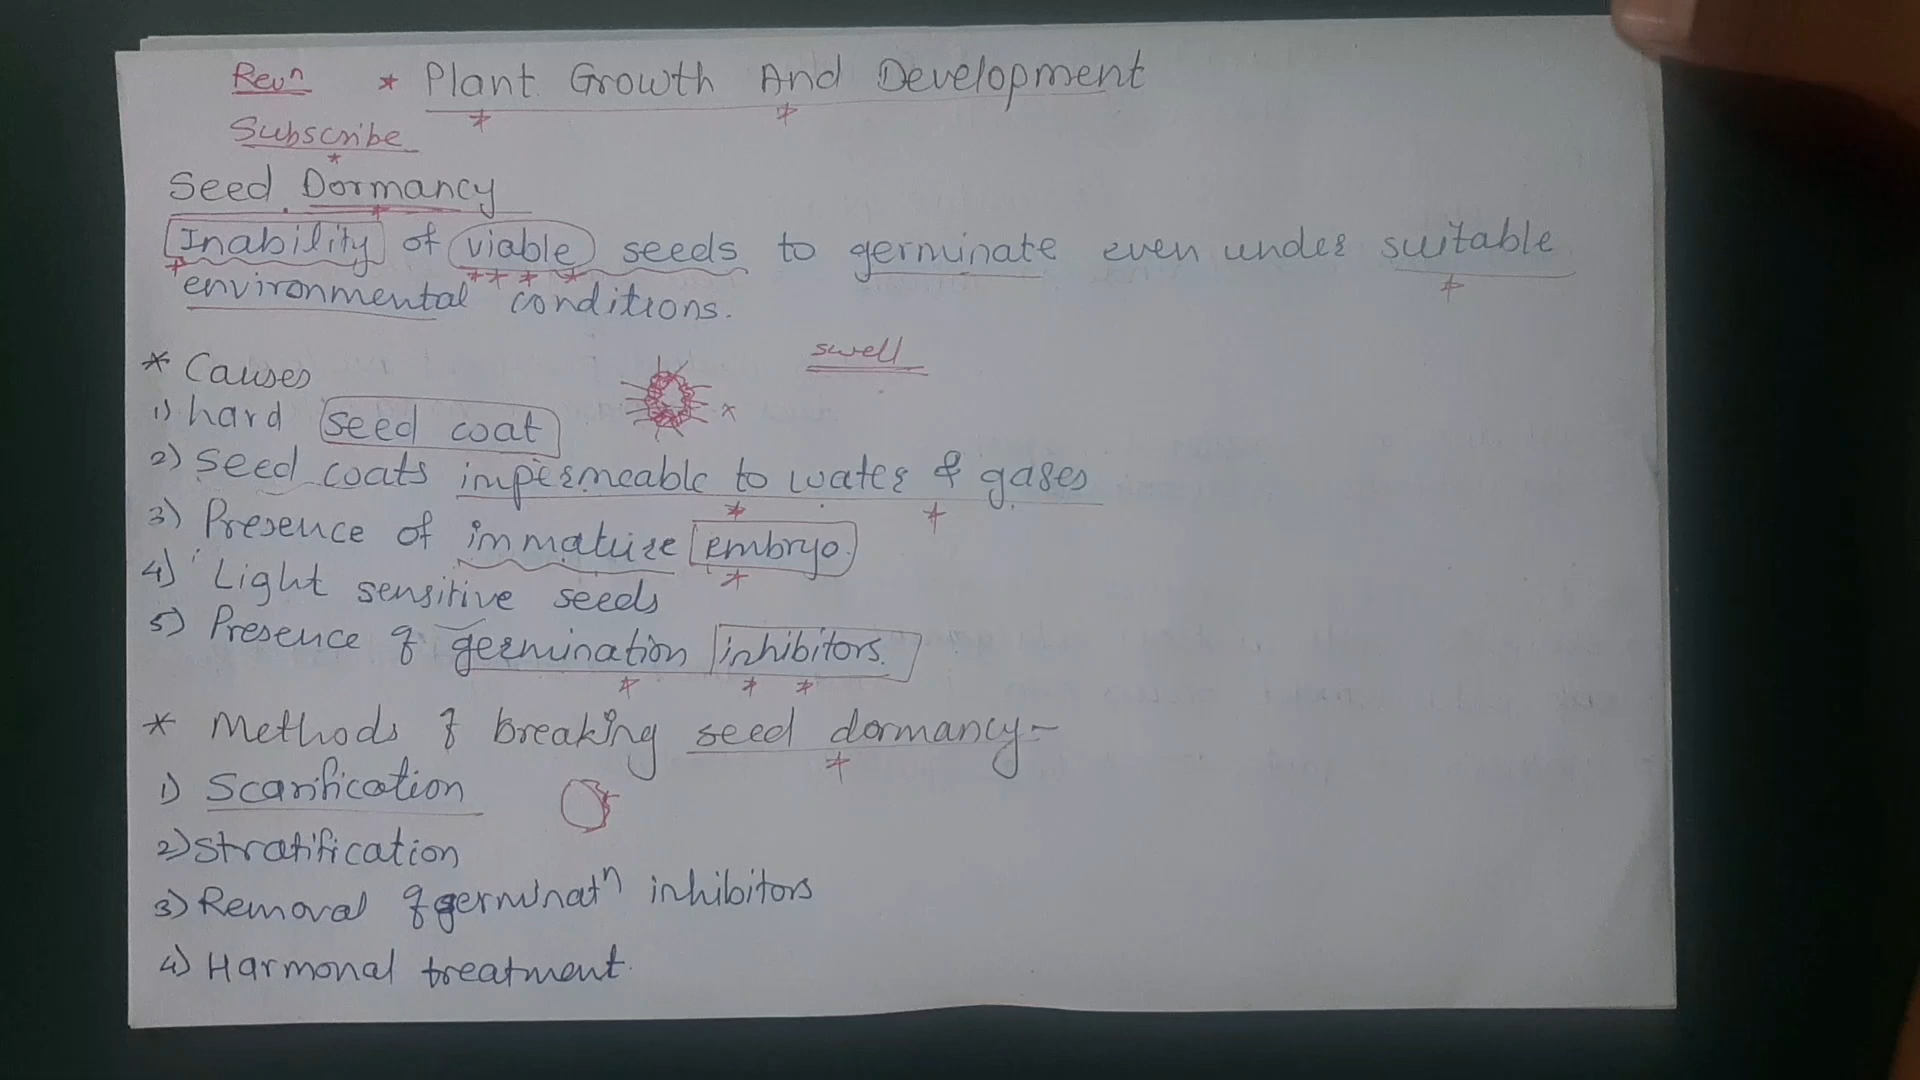 Reuⁿ * Plant Growth And Development
Subscribe
Seed Dormancy
Inability of viable seeds to germinate even under suitable
environmental conditions.
swell
* Causes
1) hard seed coat
2) Seed coats impermeable to water & gases
3) Presence of immature embryo.
4) Light sensitive seeds
5) Presence of germination inhibitors.
* Methods of breaking seed dormancy-
1) Scarification
2) Stratification
3) Removal of germinatⁿ inhibitors
4) Harmonal treatment.